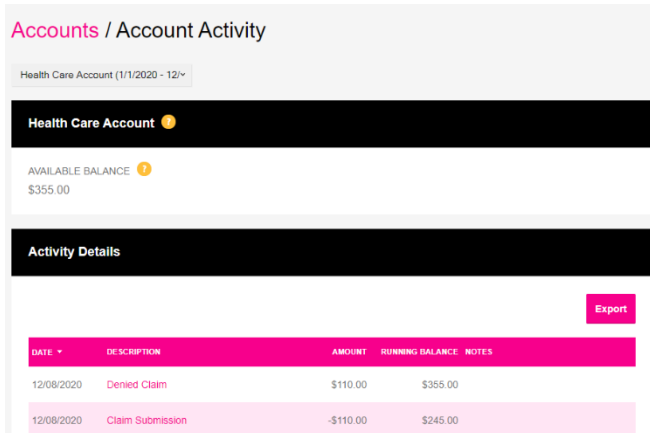 Accounts / Account Activity
Health Care Account (1/1/2020 - 12/
Health Care Account ?
AVAILABLE BALANCE ?
$355.00
Activity Details
Export
DATE DESCRIPTION AMOUNT RUNNING BALANCE NOTES
12/08/2020 Denied Claim $110.00 $355.00
12/08/2020 Claim Submission -$110.00 $245.00